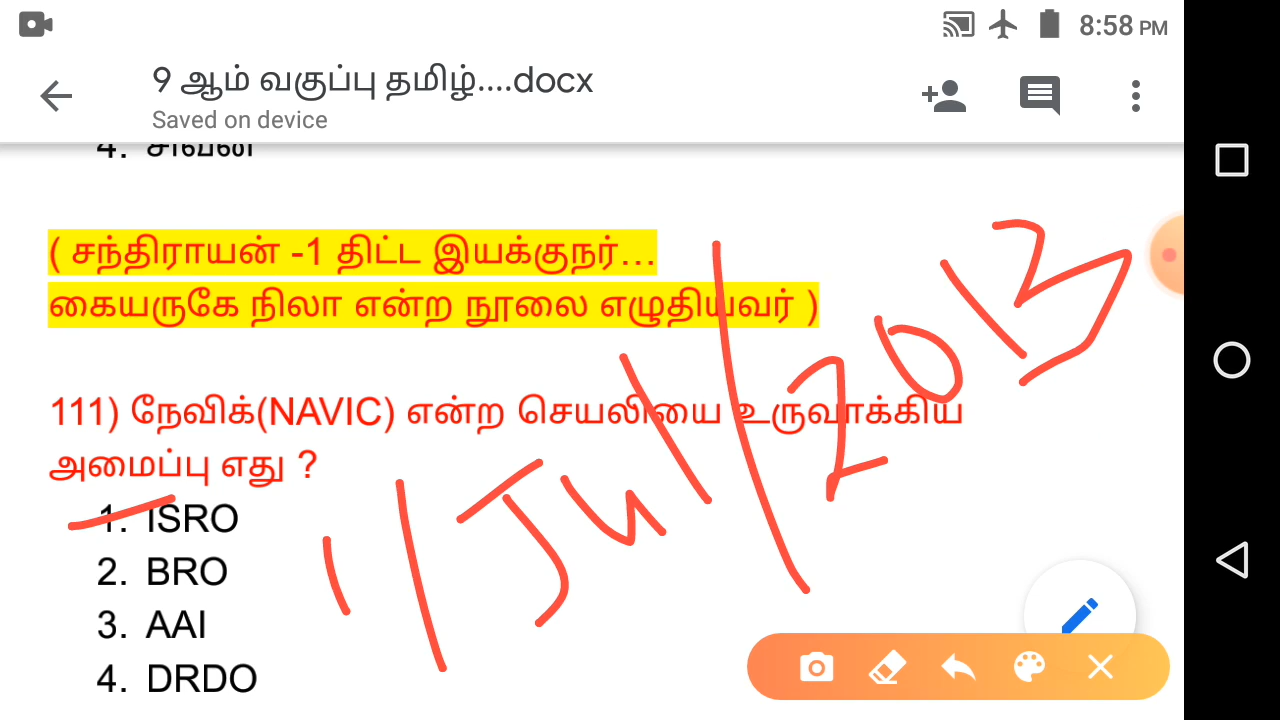 8:58 PM
9 ஆம் வகுப்பு தமிழ்....docx
Saved on device
4. சிவன்
( சந்திராயன் -1 திட்ட இயக்குநர்...
கையருகே நிலா என்ற நூலை எழுதியவர் )
111) நேவிக்(NAVIC) என்ற செயலியை உருவாக்கிய
அமைப்பு எது ?
1. ISRO
2. BRO
3. AAI
4. DRDO
1/Jul/2013